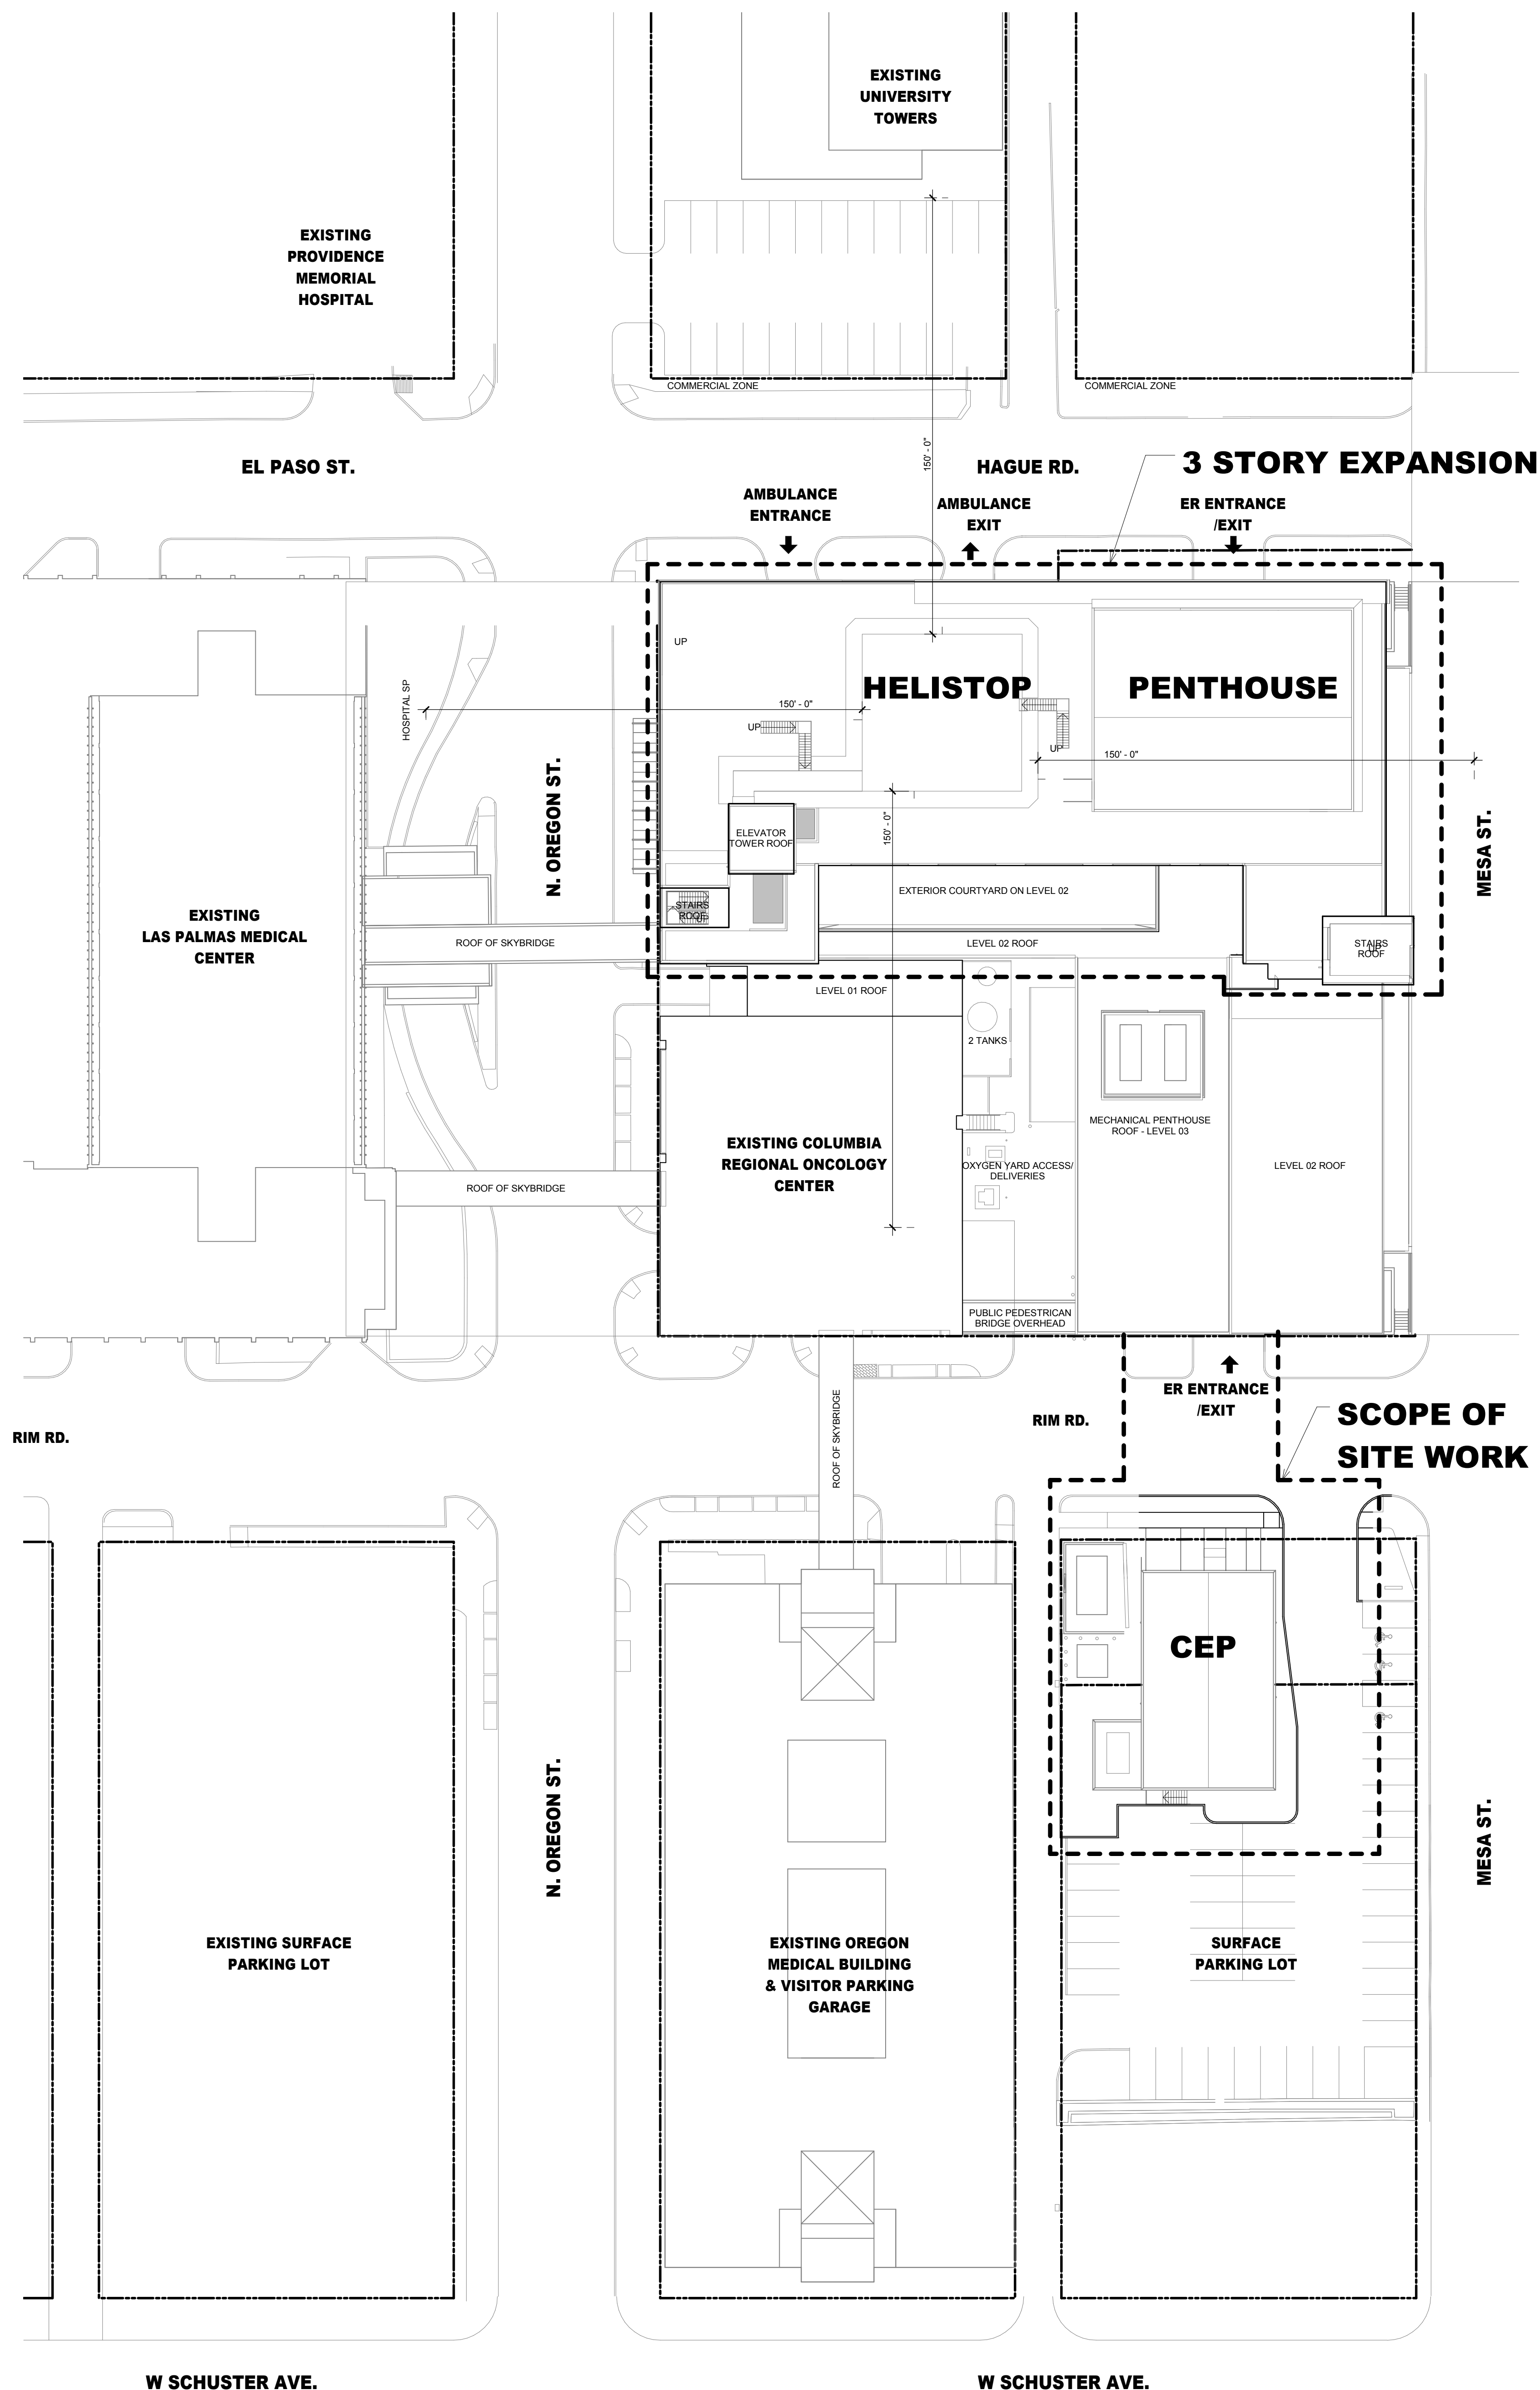 EXISTING
UNIVERSITY
TOWERS
EXISTING
PROVIDENCE
MEMORIAL
HOSPITAL
COMMERCIAL ZONE
COMMERCIAL ZONE
150' - 0"
EL PASO ST.
HAGUE RD.
3 STORY EXPANSION
AMBULANCE
ENTRANCE
AMBULANCE
EXIT
ER ENTRANCE
/EXIT
UP
HELISTOP
PENTHOUSE
HOSPITAL SP
150' - 0"
UP
UP
150' - 0"
N. OREGON ST.
MESA ST.
150' - 0"
ELEVATOR
TOWER ROOF
EXTERIOR COURTYARD ON LEVEL 02
STAIRS
ROOF
UP
EXISTING
LAS PALMAS MEDICAL
CENTER
ROOF OF SKYBRIDGE
LEVEL 02 ROOF
STAIRS
ROOF
UP
LEVEL 01 ROOF
2 TANKS
MECHANICAL PENTHOUSE
ROOF - LEVEL 03
EXISTING COLUMBIA
REGIONAL ONCOLOGY
CENTER
OXYGEN YARD ACCESS/
DELIVERIES
LEVEL 02 ROOF
ROOF OF SKYBRIDGE
PUBLIC PEDESTRICAN
BRIDGE OVERHEAD
ER ENTRANCE
/EXIT
ROOF OF SKYBRIDGE
RIM RD.
RIM RD.
SCOPE OF
SITE WORK
CEP
N. OREGON ST.
MESA ST.
EXISTING SURFACE
PARKING LOT
EXISTING OREGON
MEDICAL BUILDING
& VISITOR PARKING
GARAGE
SURFACE
PARKING LOT
W SCHUSTER AVE.
W SCHUSTER AVE.